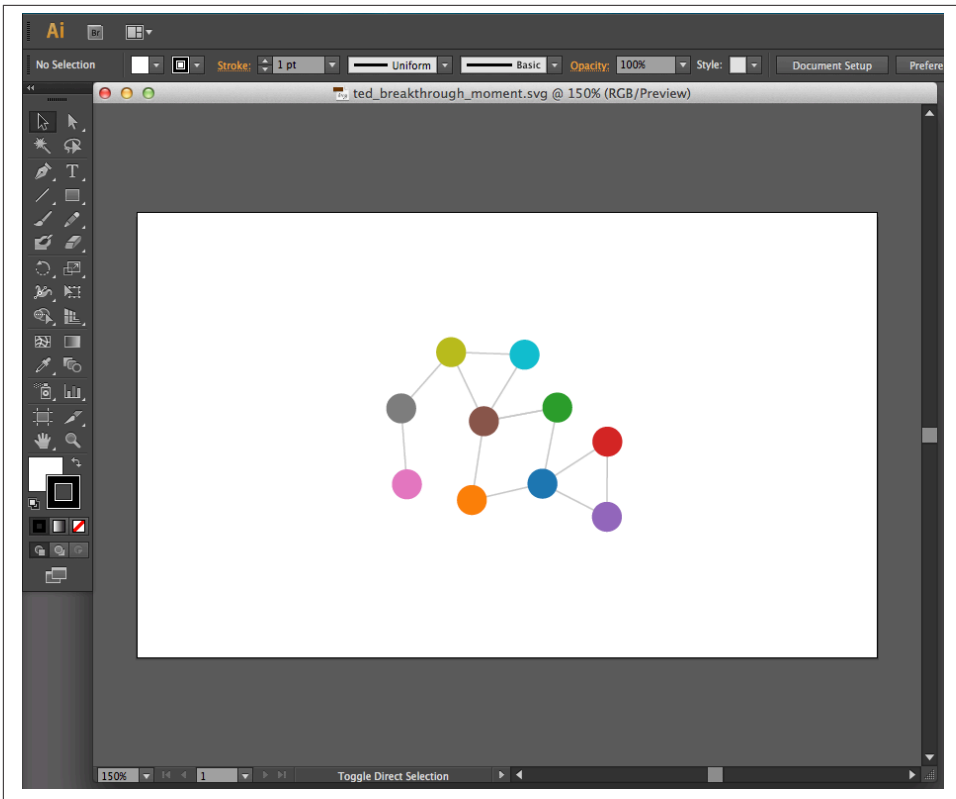 Ai Br
No Selection Stroke: 1 pt Uniform Basic Opacity: 100% Style: Document Setup Prefere
ted_breakthrough_moment.svg @ 150% (RGB/Preview)
T
150% 1 Toggle Direct Selection